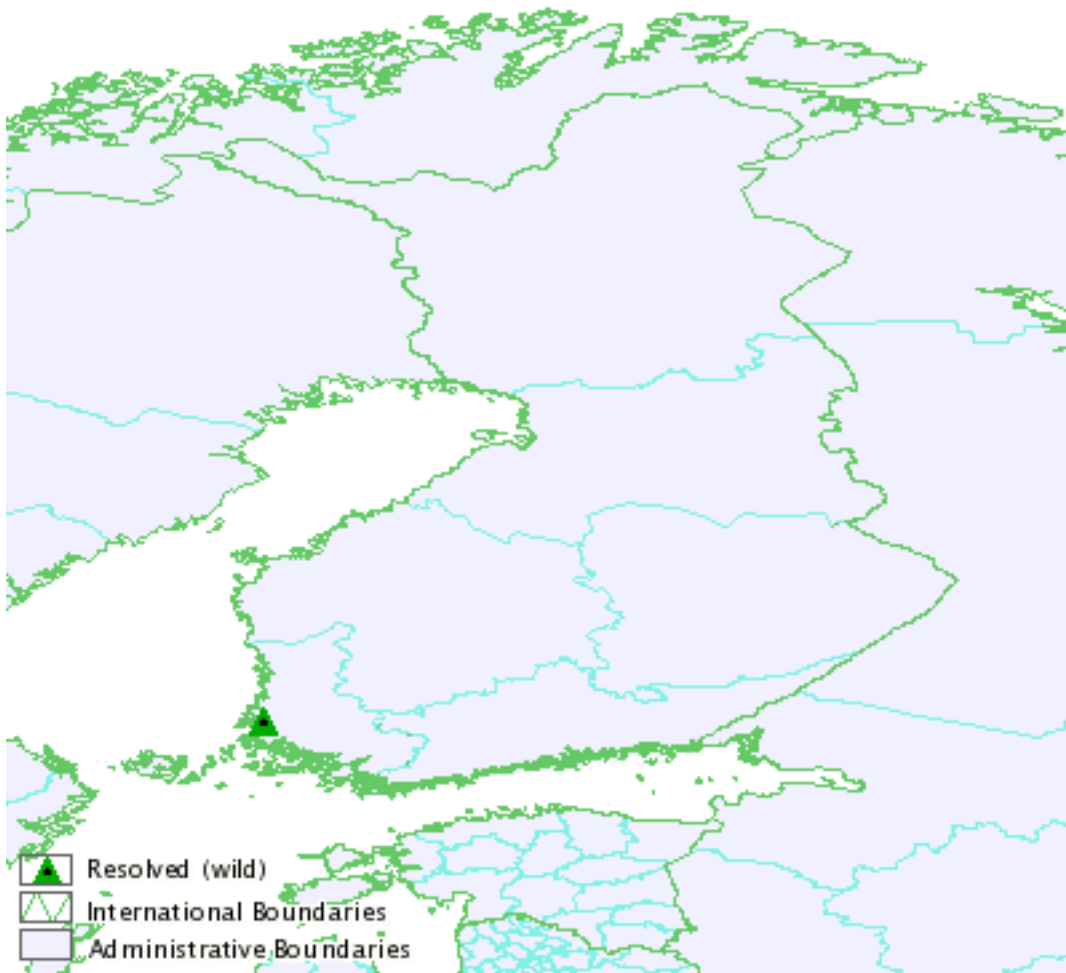 Resolved (wild)
International Boundaries
Administrative Boundaries